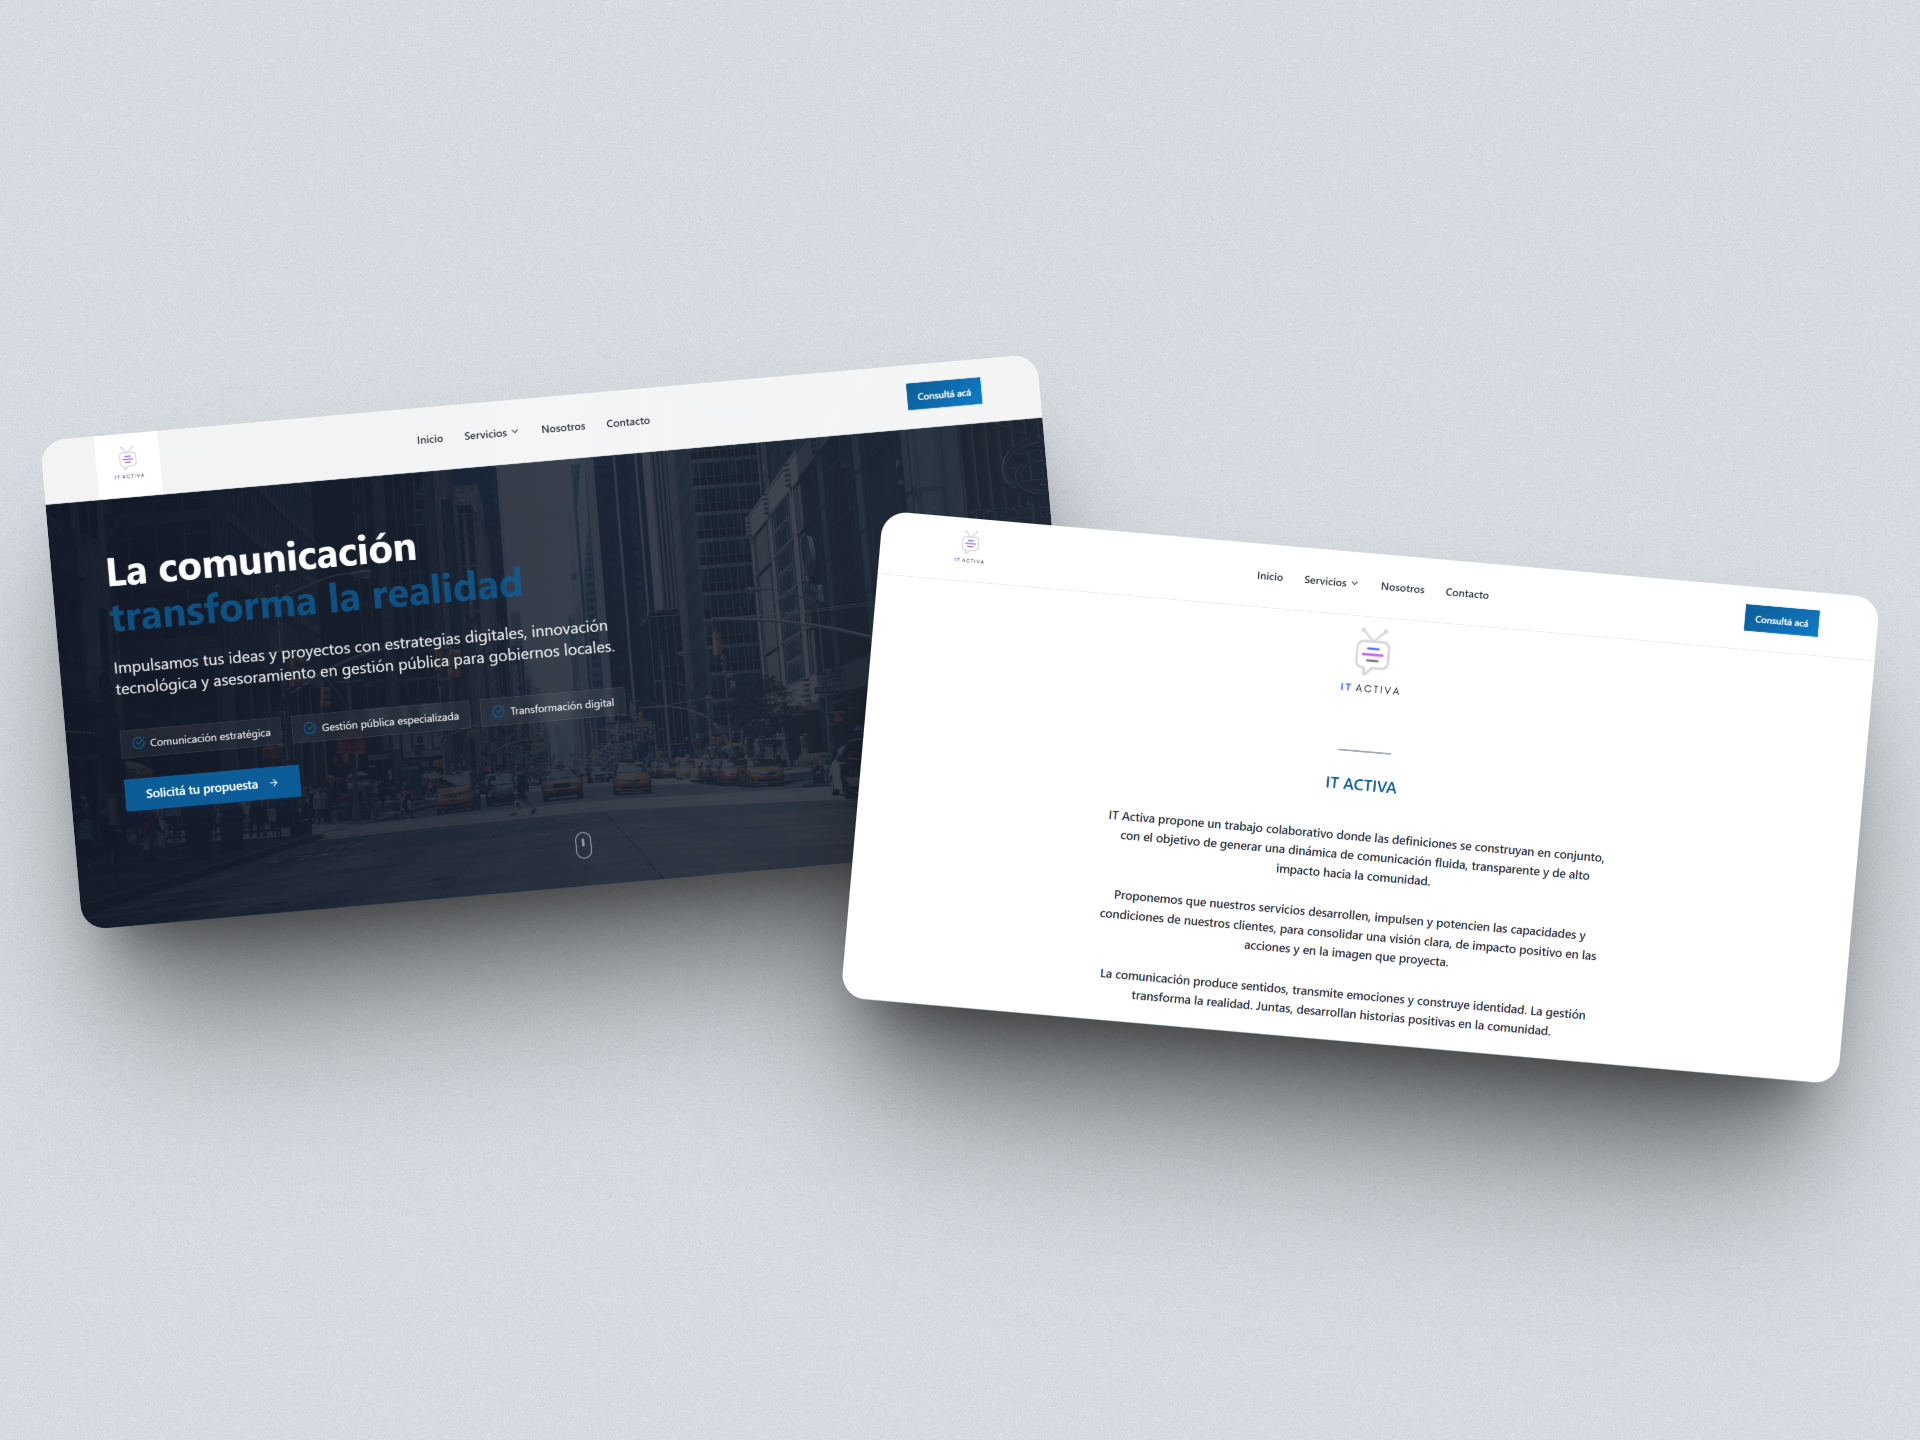 IT ACTIVA
Inicio
Servicios
Nosotros
Contacto
Consultá acá
La comunicación
transforma la realidad
Impulsamos tus ideas y proyectos con estrategias digitales, innovación
tecnológica y asesoramiento en gestión pública para gobiernos locales.
Comunicación estratégica
Gestión pública especializada
Transformación digital
Solicitá tu propuesta
IT ACTIVA
Inicio
Servicios
Nosotros
Contacto
Consultá acá
IT ACTIVA
IT ACTIVA
IT Activa propone un trabajo colaborativo donde las definiciones se construyan en conjunto,
con el objetivo de generar una dinámica de comunicación fluida, transparente y de alto
impacto hacia la comunidad.
Proponemos que nuestros servicios desarrollen, impulsen y potencien las capacidades y
condiciones de nuestros clientes, para consolidar una visión clara, de impacto positivo en las
acciones y en la imagen que proyecta.
La comunicación produce sentidos, transmite emociones y construye identidad. La gestión
transforma la realidad. Juntas, desarrollan historias positivas en la comunidad.